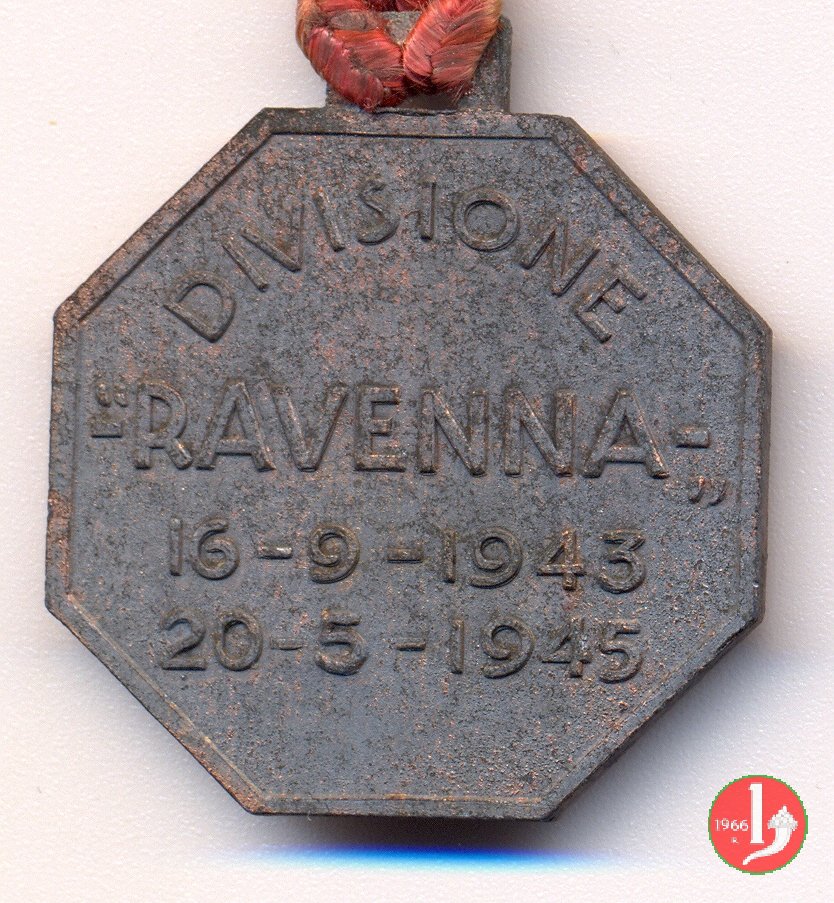 DIVISIONE
-"RAVENNA-"
16-9-1943
20-5-1945
1966
R